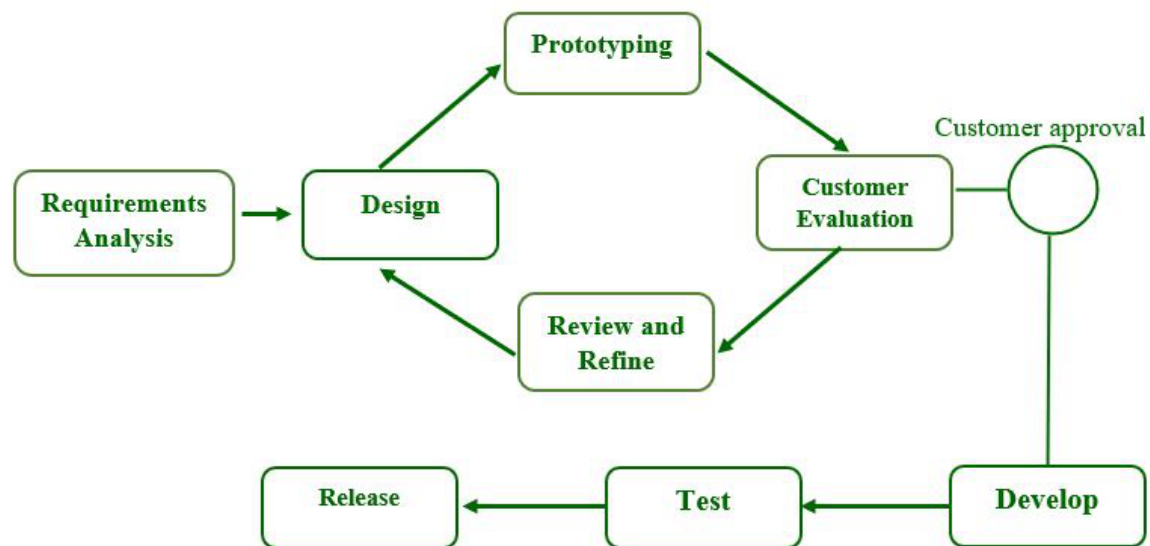 Prototyping
Customer approval
Requirements
Analysis
Design
Customer
Evaluation
Review and
Refine
Release
Test
Develop